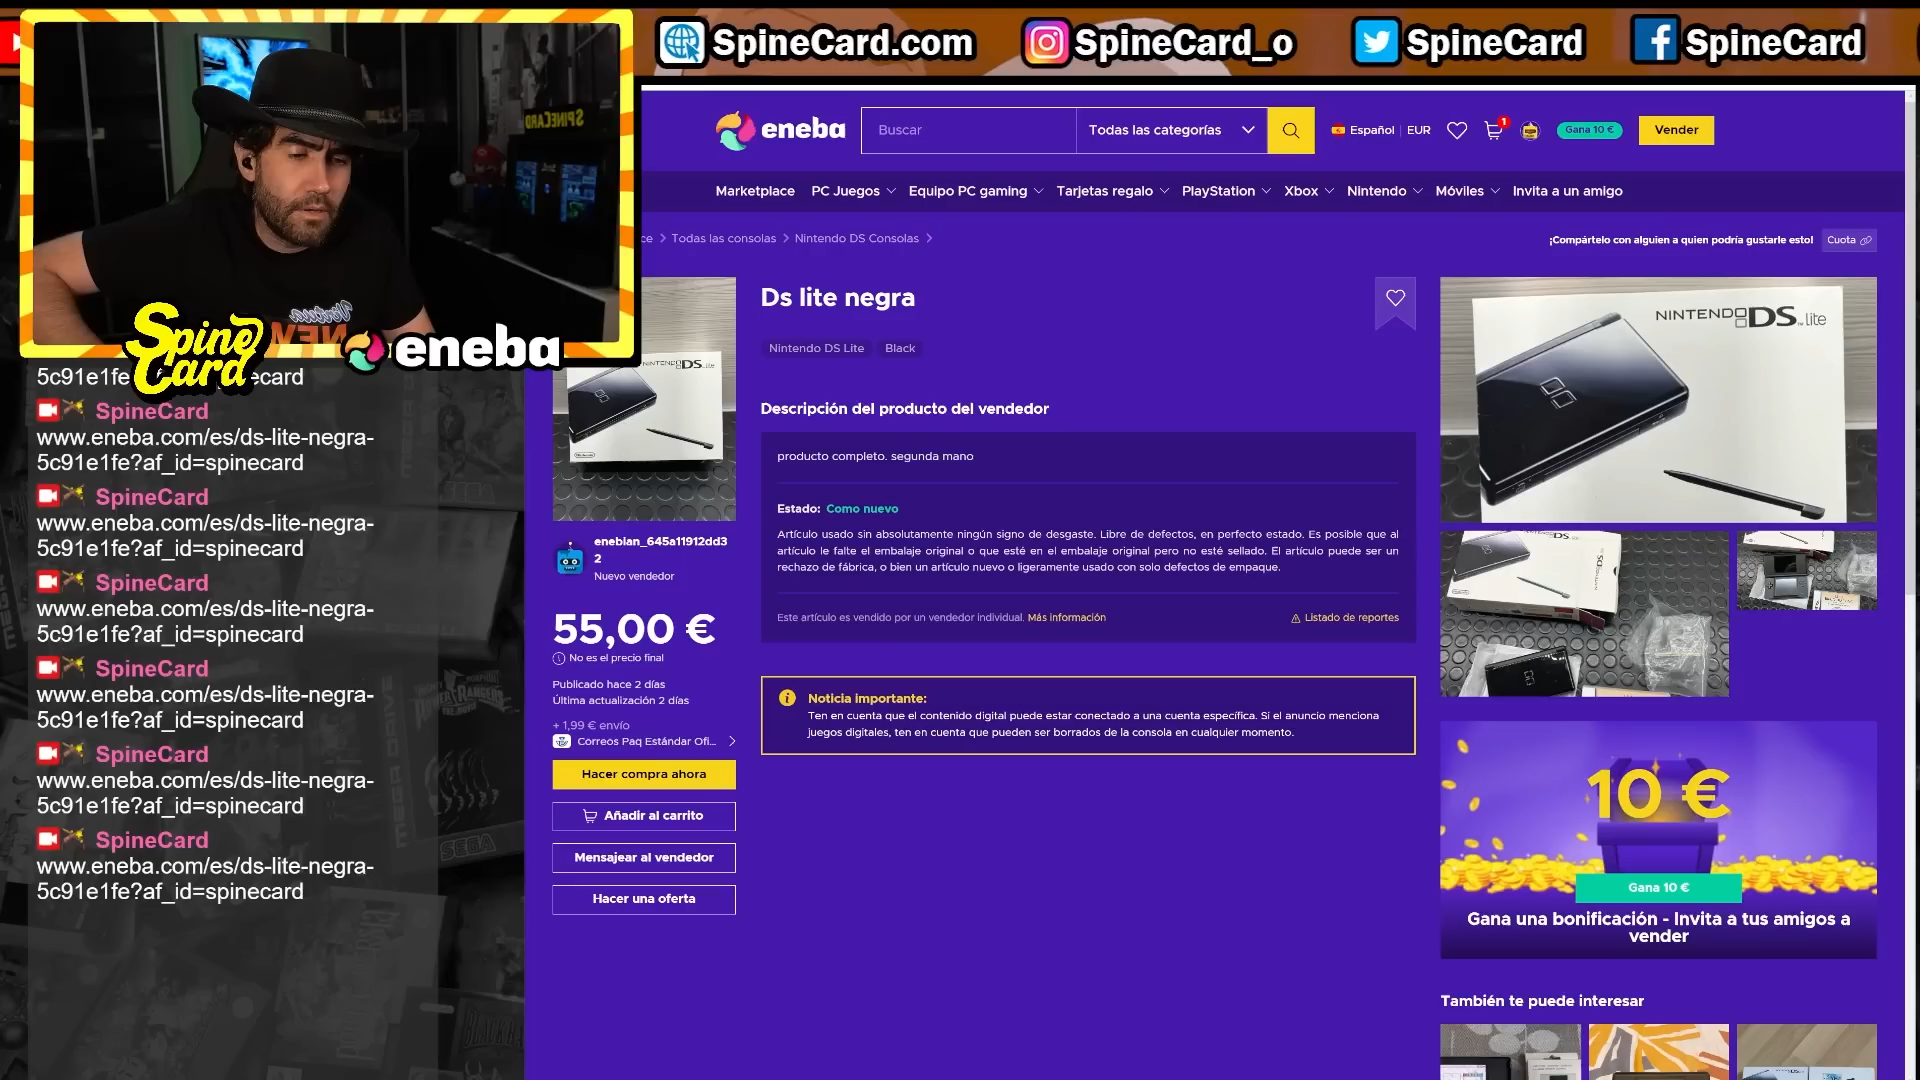 SpineCard.com
SpineCard_o
SpineCard
SpineCard
Spine
Card
eneba
5c91e1fe
ecard
SpineCard
www.eneba.com/es/ds-lite-negra-
5c91e1fe?af_id=spinecard
SpineCard
www.eneba.com/es/ds-lite-negra-
5c91e1fe?af_id=spinecard
SpineCard
www.eneba.com/es/ds-lite-negra-
5c91e1fe?af_id=spinecard
SpineCard
www.eneba.com/es/ds-lite-negra-
5c91e1fe?af_id=spinecard
SpineCard
www.eneba.com/es/ds-lite-negra-
5c91e1fe?af_id=spinecard
SpineCard
www.eneba.com/es/ds-lite-negra-
5c91e1fe?af_id=spinecard
eneba
Buscar
Todas las categorías
Español | EUR
1
Gana 10 €
Vender
Marketplace PC Juegos Equipo PC gaming Tarjetas regalo PlayStation Xbox Nintendo Móviles Invita a un amigo
ce > Todas las consolas > Nintendo DS Consolas >
¡Compártelo con alguien a quien podría gustarle esto!
Cuota
Ds lite negra
Nintendo DS Lite
Black
Descripción del producto del vendedor
producto completo. segunda mano
Estado: Como nuevo
Artículo usado sin absolutamente ningún signo de desgaste. Libre de defectos, en perfecto estado. Es posible que al
artículo le falte el embalaje original o que esté en el embalaje original pero no esté sellado. El artículo puede ser un
rechazo de fábrica, o bien un artículo nuevo o ligeramente usado con solo defectos de empaque.
Este artículo es vendido por un vendedor individual. Más información
Listado de reportes
Noticia importante:
Ten en cuenta que el contenido digital puede estar conectado a una cuenta específica. Si el anuncio menciona
juegos digitales, ten en cuenta que pueden ser borrados de la consola en cualquier momento.
NINTENDO DS lite
enebian_645a11912dd3
2
Nuevo vendedor
55,00 €
No es el precio final
Publicado hace 2 días
Última actualización 2 días
+ 1,99 € envío
Correos Paq Estándar Ofi...
Hacer compra ahora
Añadir al carrito
Mensajear al vendedor
Hacer una oferta
NINTENDO DS lite
10 €
Gana 10 €
Gana una bonificación - Invita a tus amigos a
vender
También te puede interesar